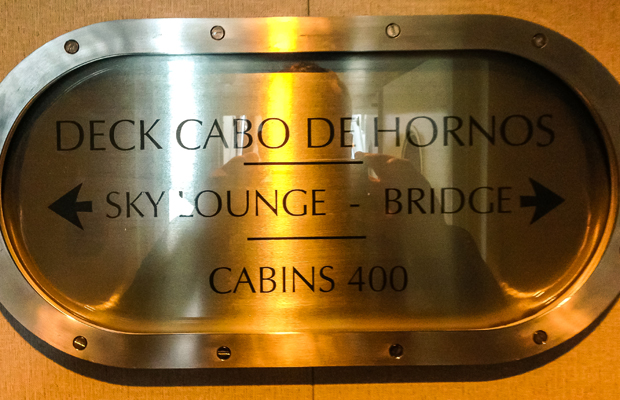 DECK CABO DE HORNOS
SKY LOUNGE - BRIDGE
CABINS 400